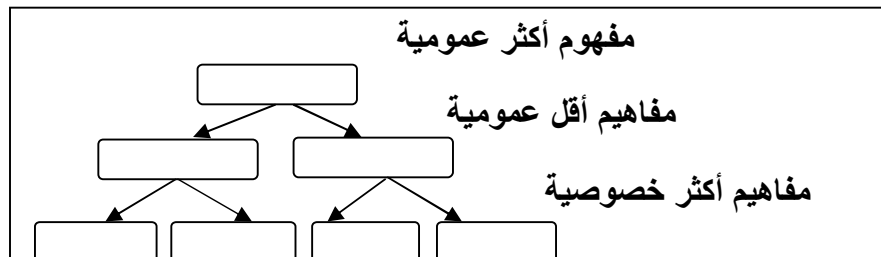 مفهوم أكثر عمومية
مفاهيم أقل عمومية
مفاهيم أكثر خصوصية